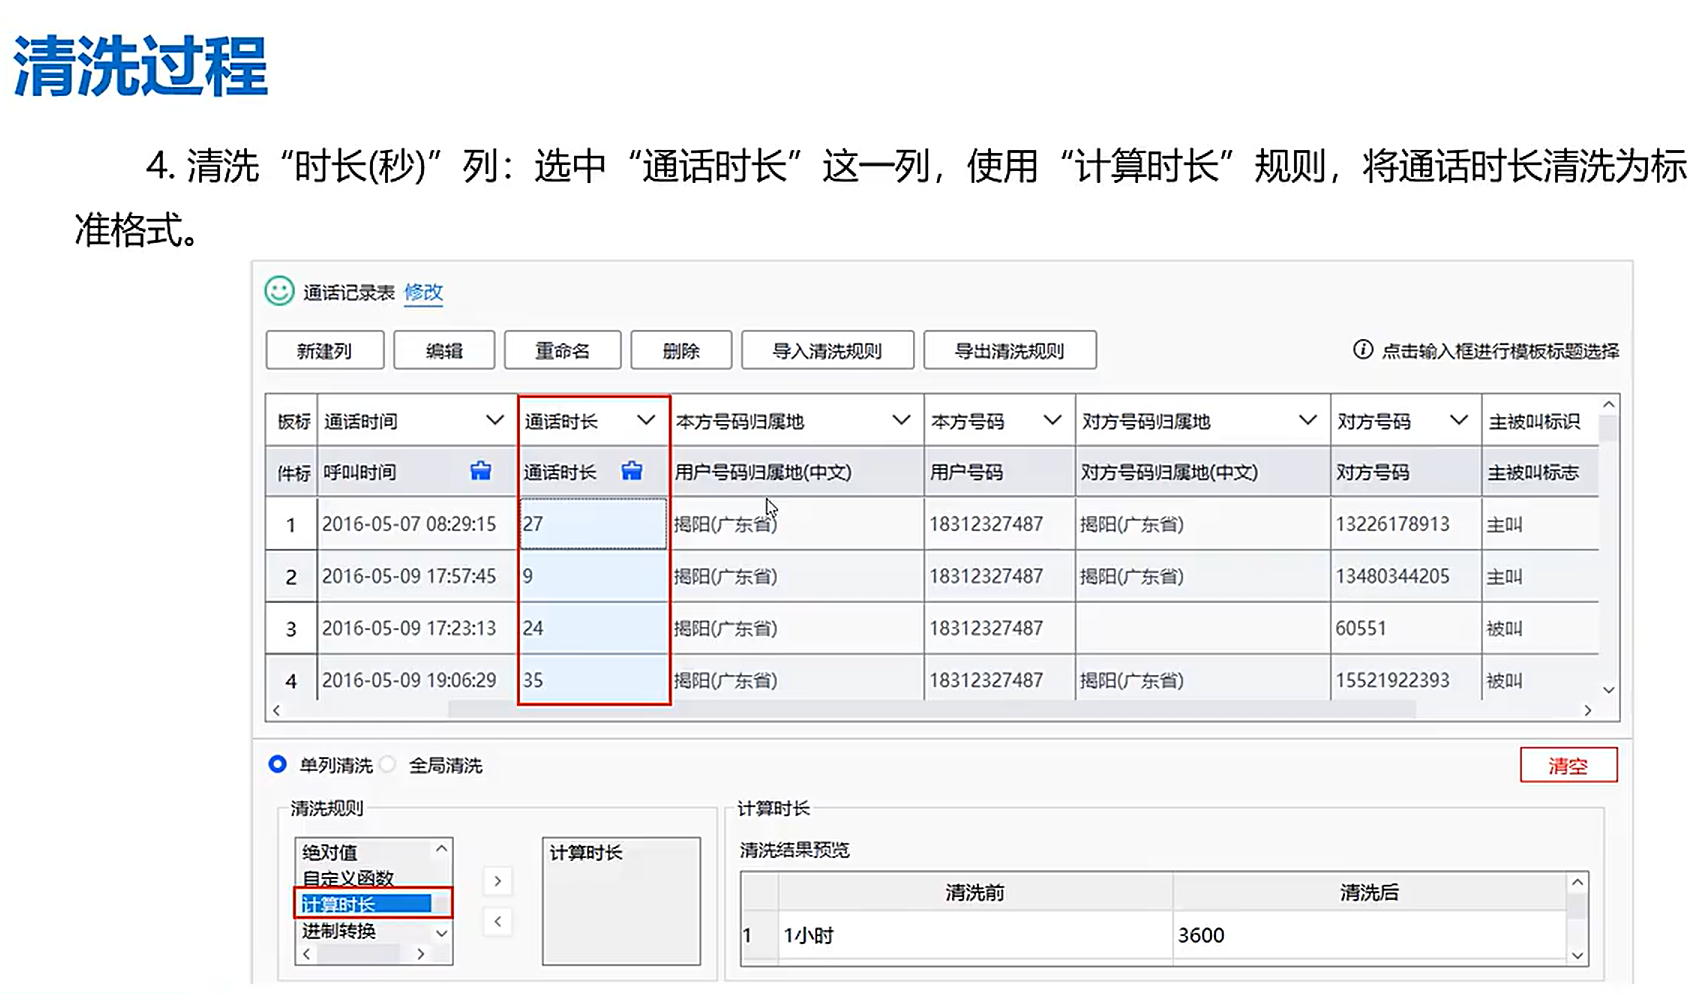 清洗过程
4. 清洗“时长(秒)”列：选中“通话时长”这一列，使用“计算时长”规则，将通话时长清洗为标
准格式。
通话记录表 修改
新建列 编辑 重命名 删除 导入清洗规则 导出清洗规则 点击输入框进行模板标题选择
板标 通话时间 通话时长 本方号码归属地 本方号码 对方号码归属地 对方号码 主被叫标识
件标 呼叫时间 通话时长 用户号码归属地(中文) 用户号码 对方号码归属地(中文) 对方号码 主被叫标志
1 2016-05-07 08:29:15 27 揭阳(广东省) 18312327487 揭阳(广东省) 13226178913 主叫
2 2016-05-09 17:57:45 9 揭阳(广东省) 18312327487 揭阳(广东省) 13480344205 主叫
3 2016-05-09 17:23:13 24 揭阳(广东省) 18312327487 60551 被叫
4 2016-05-09 19:06:29 35 揭阳(广东省) 18312327487 揭阳(广东省) 15521922393 被叫
单列清洗 全局清洗 清空
清洗规则 计算时长
绝对值 计算时长 清洗结果预览
自定义函数
计算时长 清洗前 清洗后
进制转换 1 1小时 3600